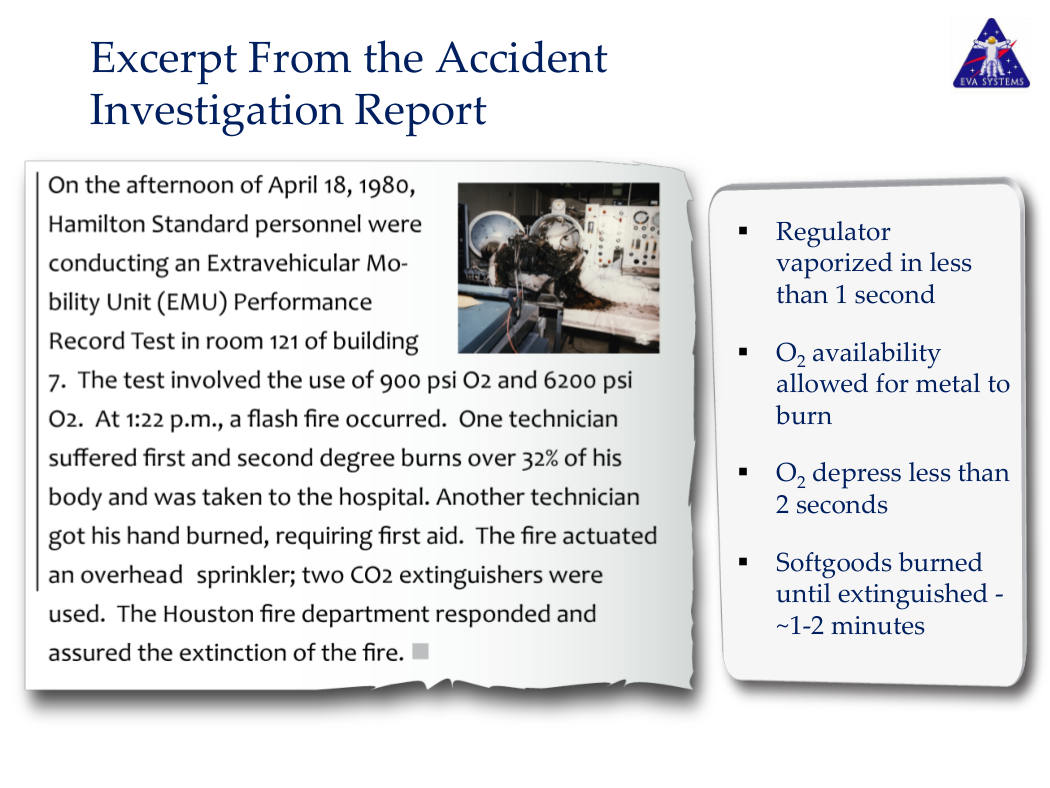 Excerpt From the Accident
Investigation Report
EVA SYSTEMS
On the afternoon of April 18, 1980,
Hamilton Standard personnel were
conducting an Extravehicular Mo-
bility Unit (EMU) Performance
Record Test in room 121 of building
7. The test involved the use of 900 psi O2 and 6200 psi
O2. At 1:22 p.m., a flash fire occurred. One technician
suffered first and second degree burns over 32% of his
body and was taken to the hospital. Another technician
got his hand burned, requiring first aid. The fire actuated
an overhead sprinkler; two CO2 extinguishers were
used. The Houston fire department responded and
assured the extinction of the fire.
▪ Regulator
vaporized in less
than 1 second
▪ O₂ availability
allowed for metal to
burn
▪ O₂ depress less than
2 seconds
▪ Softgoods burned
until extinguished -
~1-2 minutes